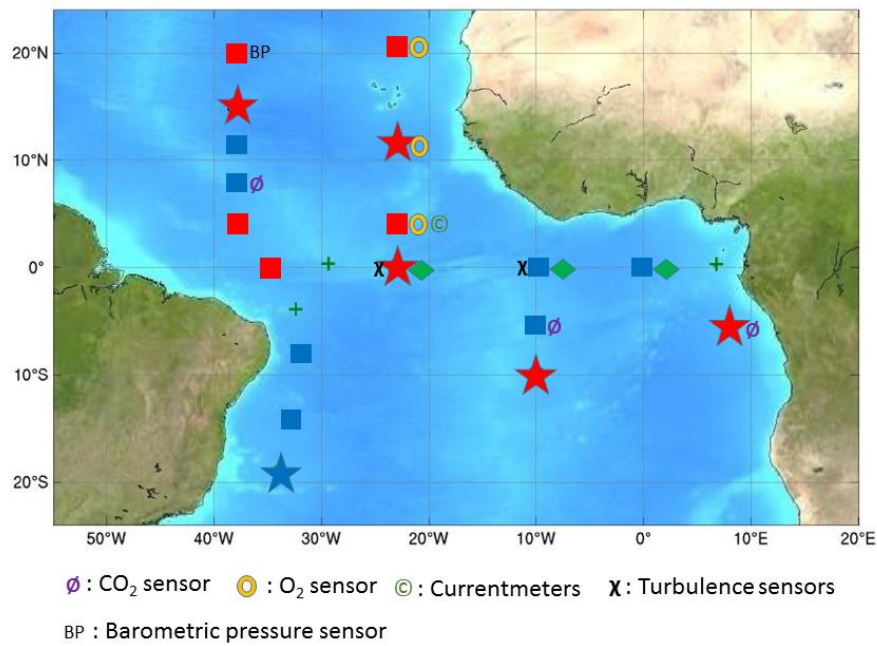 20°N
BP
O
10°N
O
ø
O ©
0°
χ
χ
ø
ø
10°S
20°S
50°W 40°W 30°W 20°W 10°W 0° 10°E 20°E
ø : CO₂ sensor O : O₂ sensor © : Currentmeters χ : Turbulence sensors
BP : Barometric pressure sensor